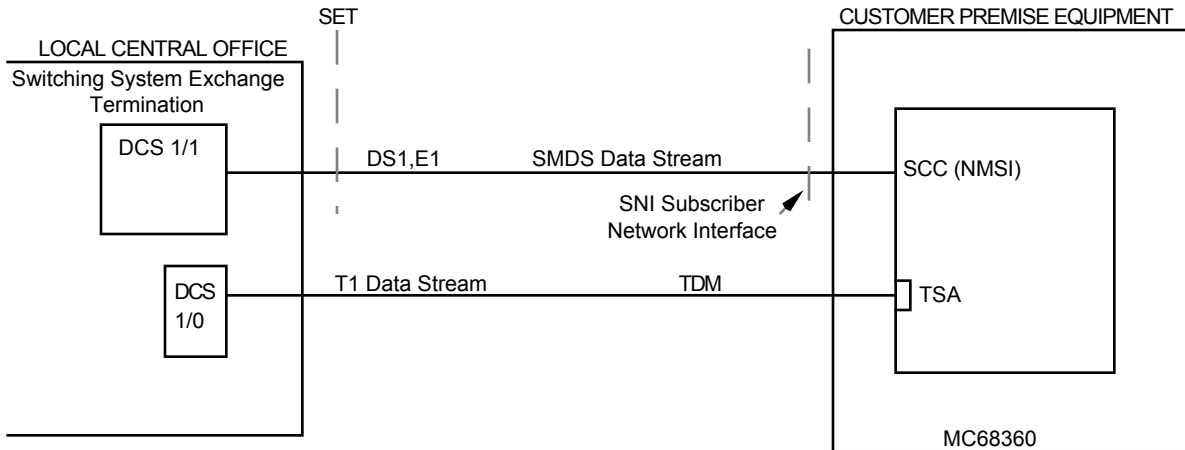 SET
CUSTOMER PREMISE EQUIPMENT
LOCAL CENTRAL OFFICE
Switching System Exchange
Termination
DCS 1/1
DS1,E1
SMDS Data Stream
SCC (NMSI)
SNI Subscriber
Network Interface
DCS
1/0
T1 Data Stream
TDM
TSA
MC68360